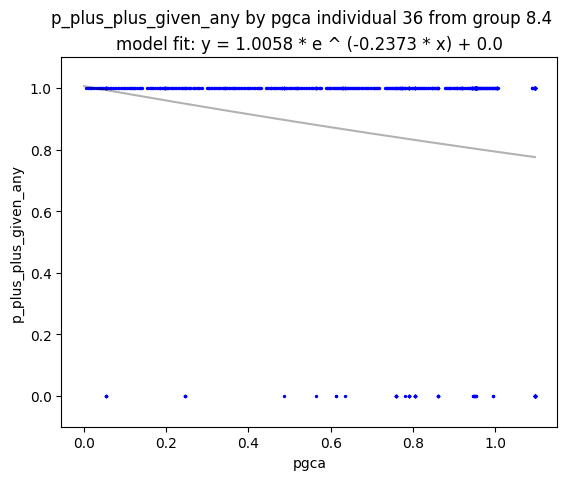 p_plus_plus_given_any by pgca individual 36 from group 8.4
model fit: y = 1.0058 * e ^ (-0.2373 * x) + 0.0
1.0
0.8
0.6
0.4
0.2
0.0
p_plus_plus_given_any
0.0 0.2 0.4 0.6 0.8 1.0
pgca